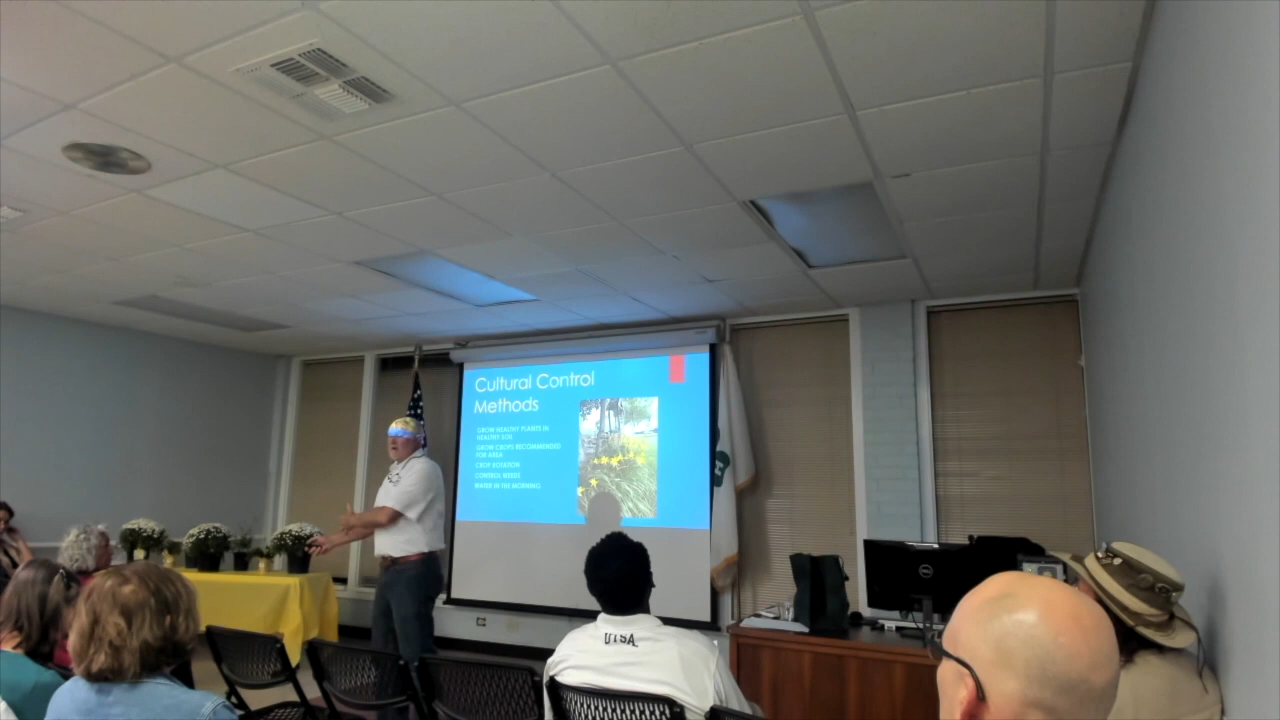 Cultural Control
Methods
GROW HEALTHY PLANTS IN
HEALTHY SOIL
GROW CROPS RECOMMENDED
FOR AREA
CROP ROTATION
CONTROL WEEDS
WATER IN THE MORNING
UTSA
DELL